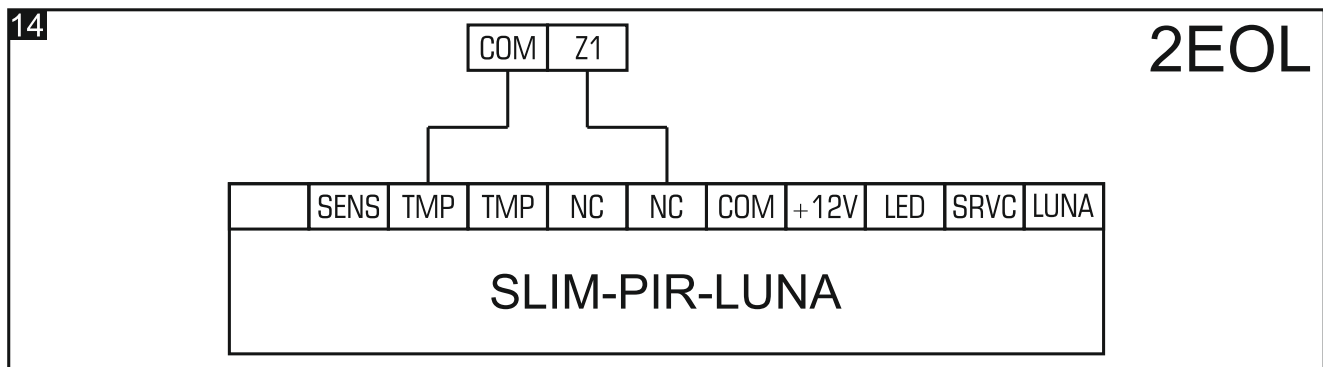 14
2EOL
COM Z1
SENS TMP TMP NC NC COM +12V LED SRVC LUNA
SLIM-PIR-LUNA